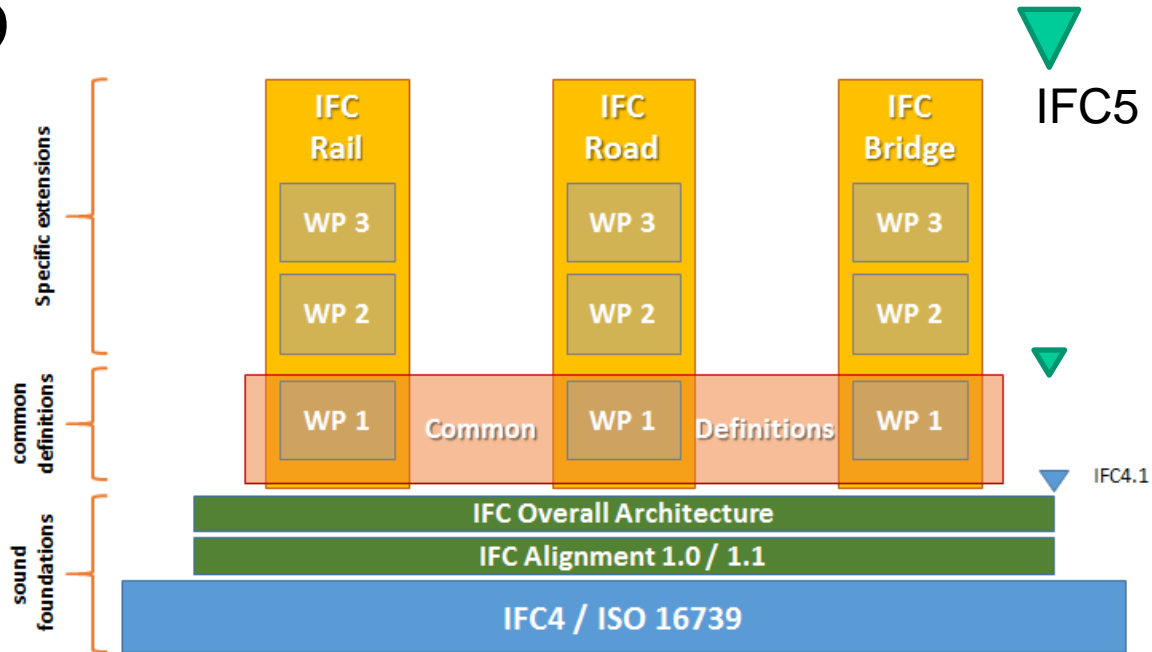 IFC5
IFC
Rail
IFC
Road
IFC
Bridge
Specific extensions
WP 3
WP 3
WP 3
WP 2
WP 2
WP 2
common
definitions
WP 1
Common
WP 1
Definitions
WP 1
IFC4.1
sound
foundations
IFC Overall Architecture
IFC Alignment 1.0 / 1.1
IFC4 / ISO 16739